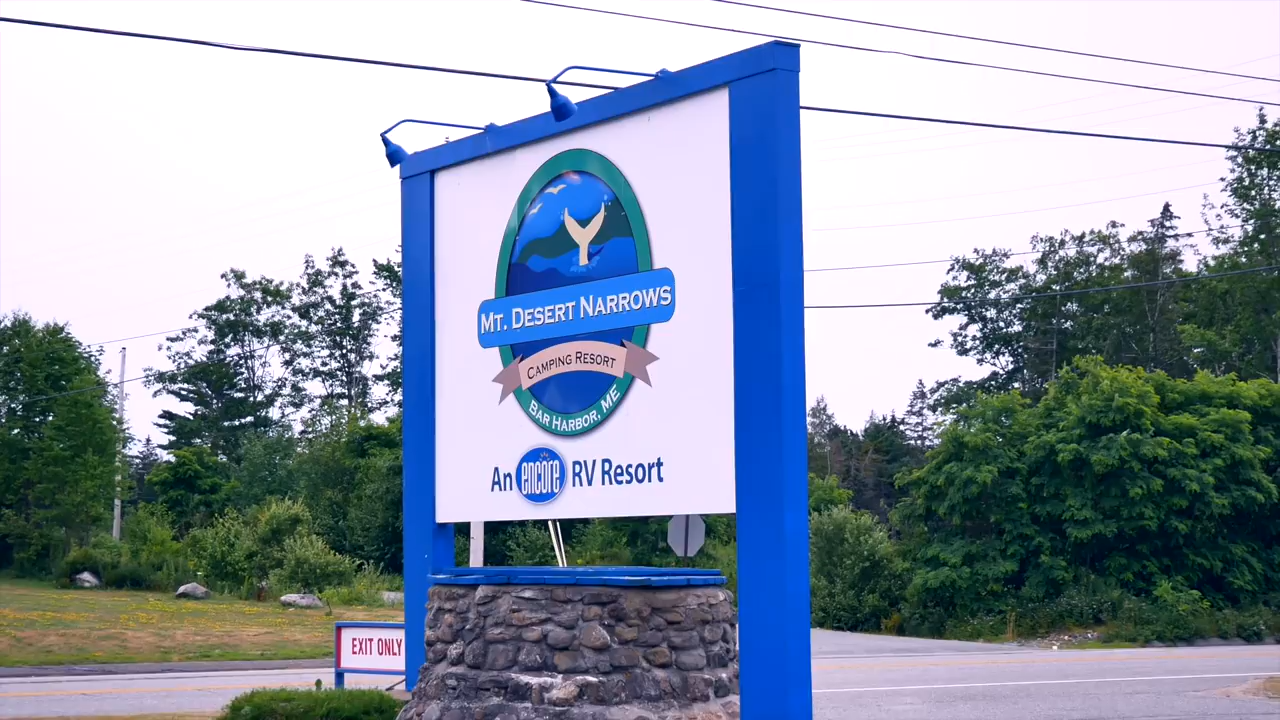 Mt. Desert Narrows
Camping Resort
Bar Harbor, ME
An encore RV Resort
EXIT ONLY